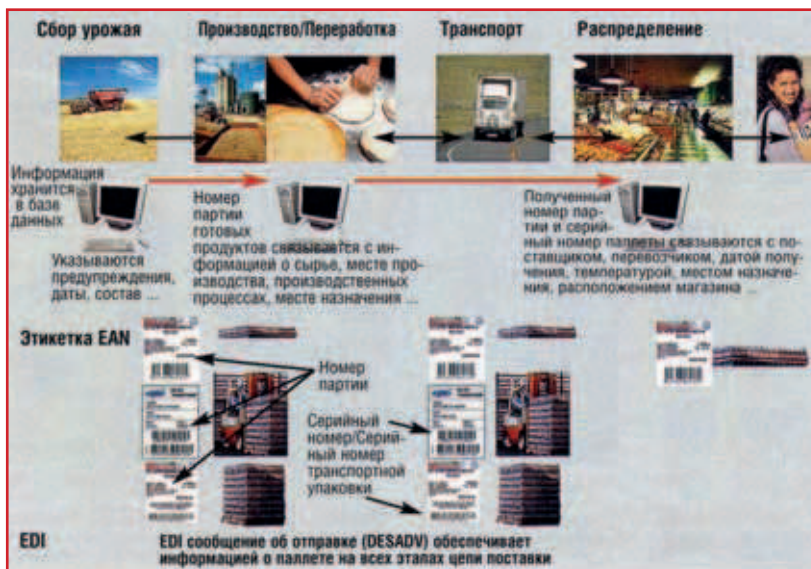 Сбор урожая
Производство/Переработка
Транспорт
Распределение
Информация
хранится
в базе
данных
Указываются
предупреждения,
даты, состав ...
Номер
партии
готовых
продуктов связывается с ин-
формацией о сырье, месте про-
изводства, производственных
процессах, месте назначения ...
Полученный
номер пар-
тии и серий-
ный номер паллеты связываются с по-
ставщиком, перевозчиком, датой полу-
чения, температурой, местом назначе-
ния, расположением магазина ...
Этикетка EAN
Номер
партии
Серийный
номер/Серий-
ный номер
транспортной
упаковки
EDI
EDI сообщение об отправке (DESADV) обеспечивает
информацией о паллете на всех этапах цепи поставки